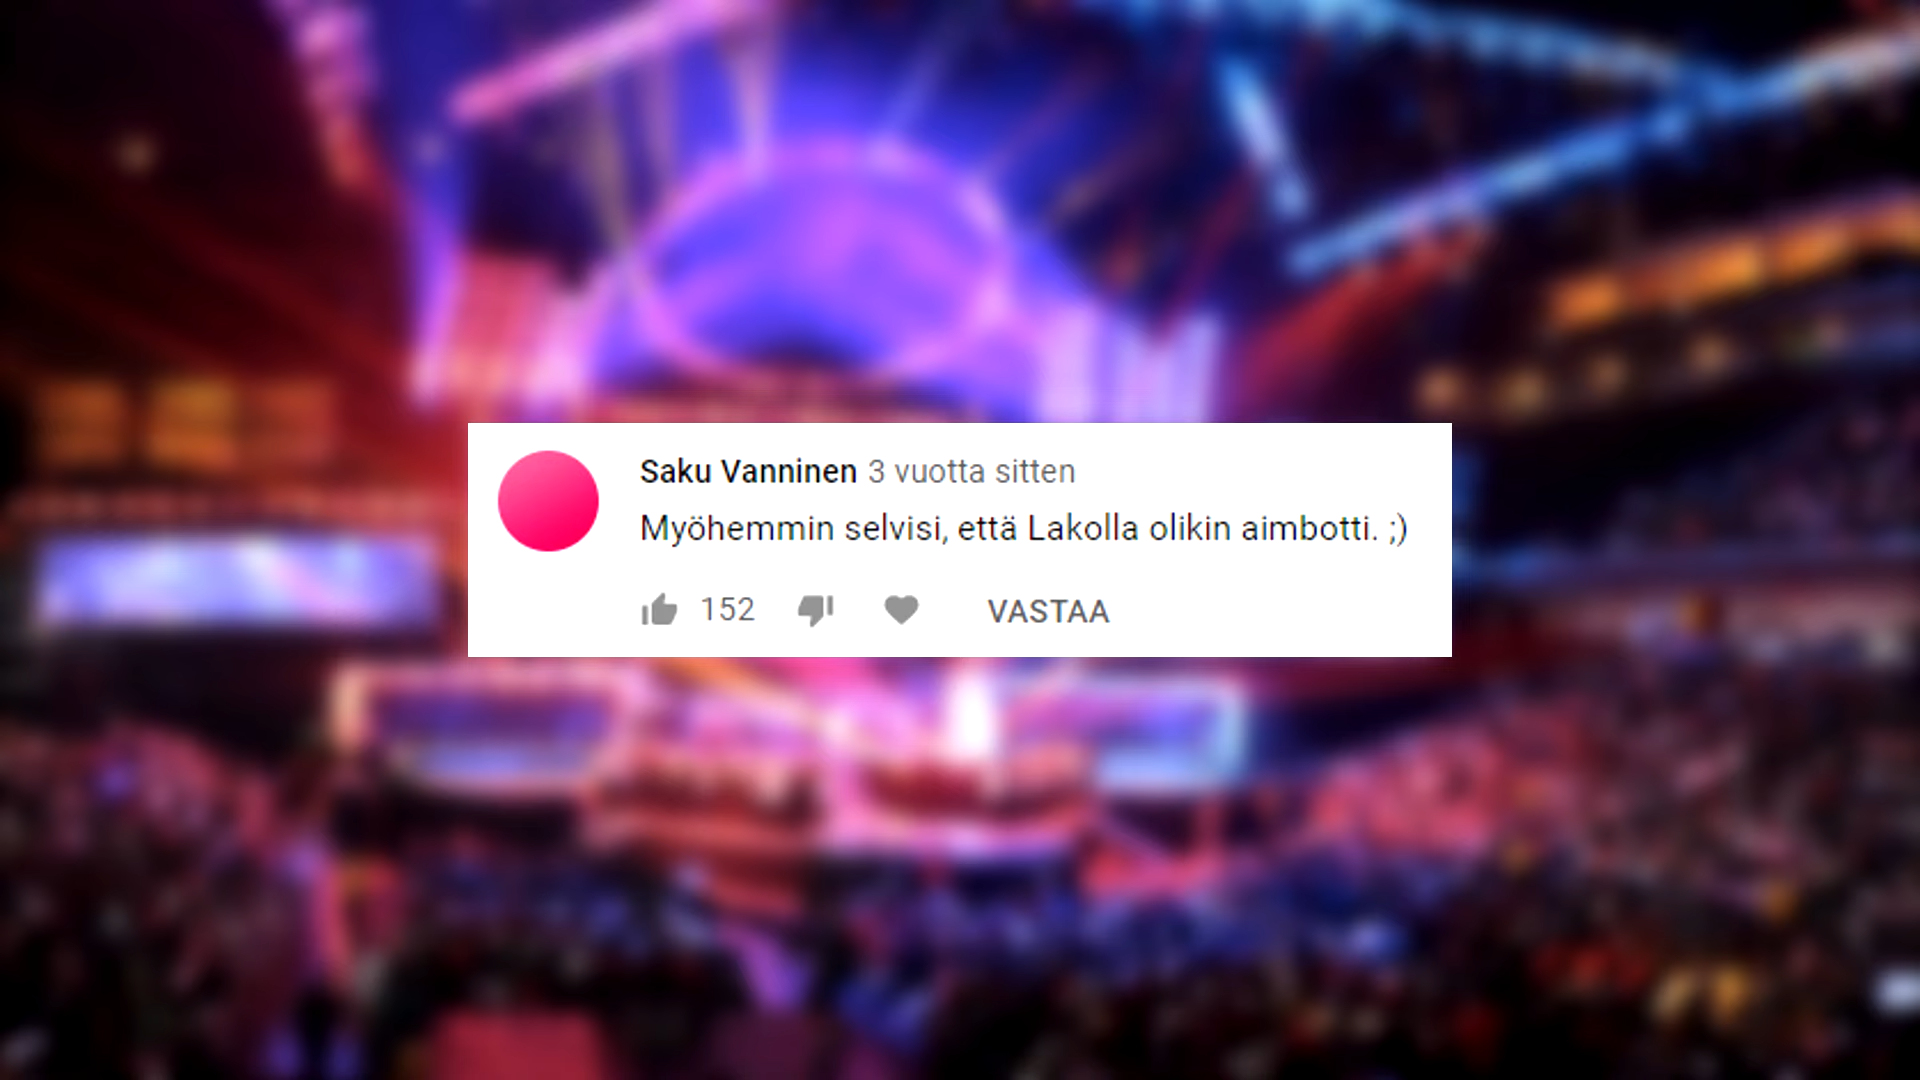 Saku Vanninen 3 vuotta sitten
Myöhemmin selvisi, että Lakolla olikin aimbotti. ;)
152 VASTAA